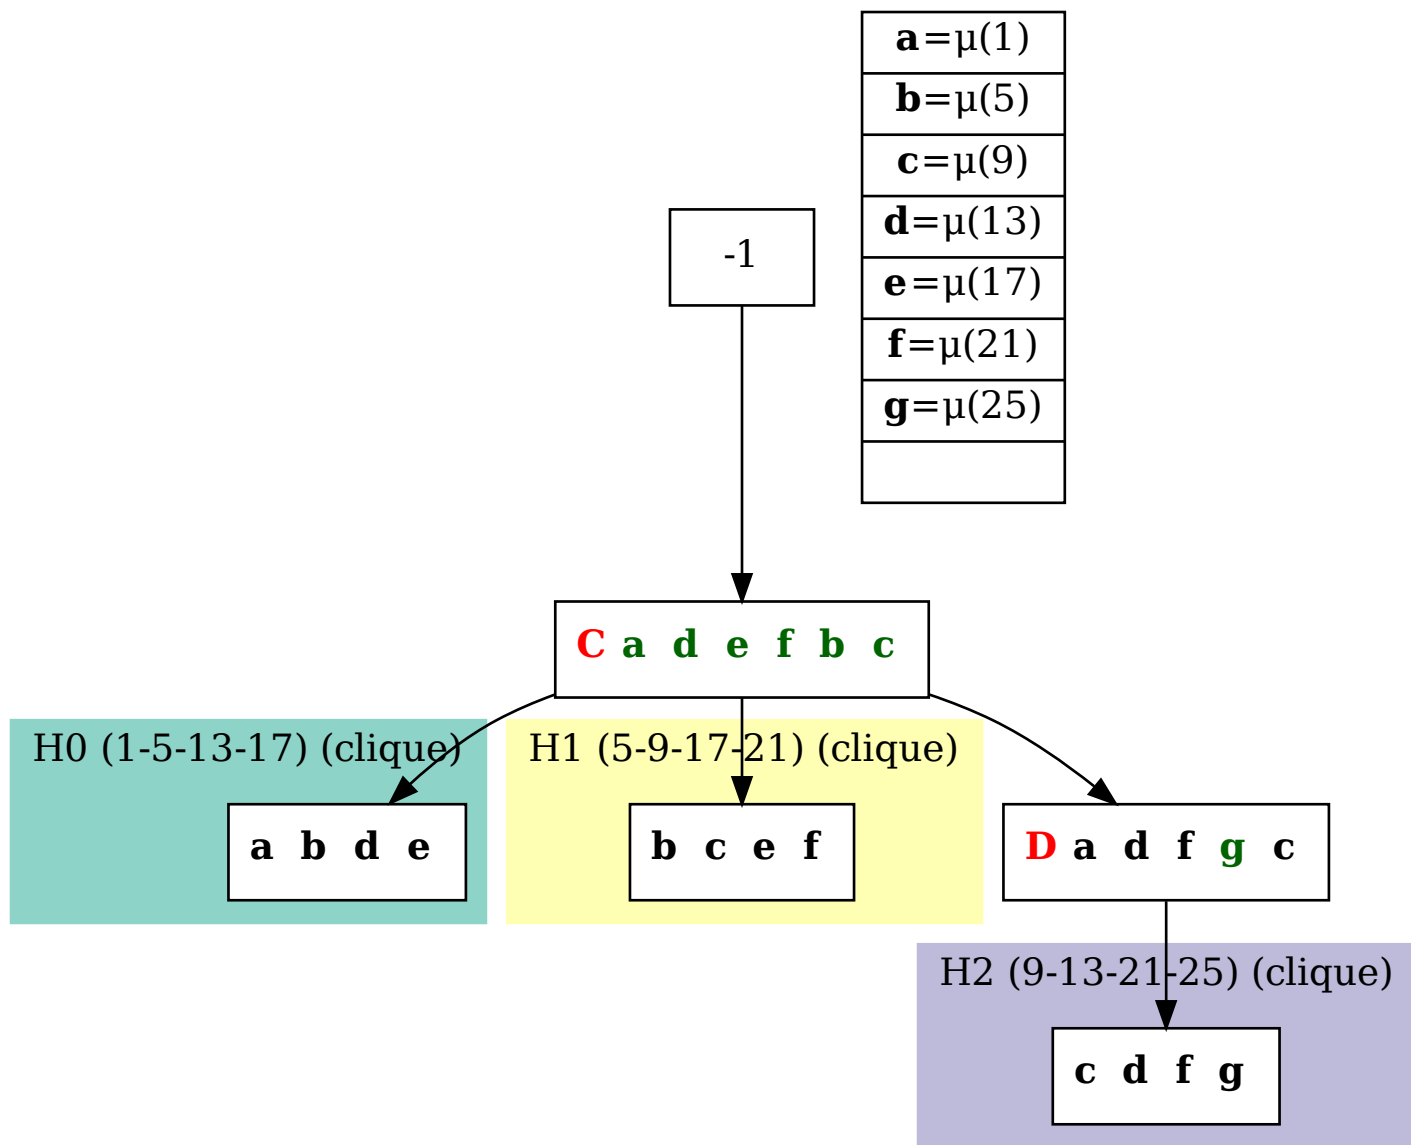 a=μ(1)
b=μ(5)
c=μ(9)
d=μ(13)
e=μ(17)
f=μ(21)
g=μ(25)
-1
C a d e f b c
H0 (1-5-13-17) (clique)
H1 (5-9-17-21) (clique)
a b d e
b c e f
D a d f g c
H2 (9-13-21-25) (clique)
c d f g